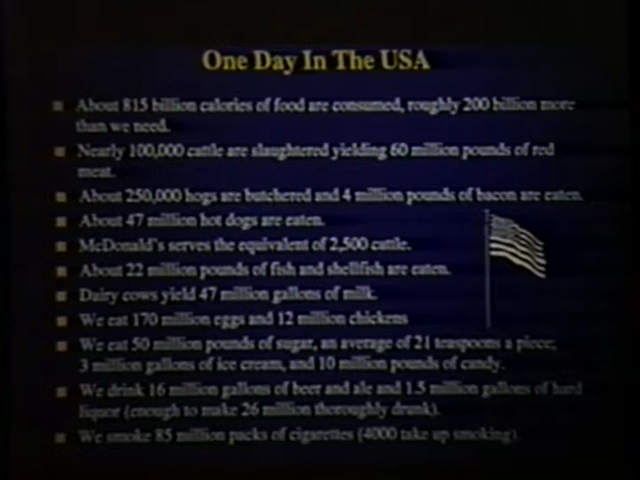 One Day In The USA
About 815 billion calories of food are consumed, roughly 200 billion more
than we need.
Nearly 100,000 cattle are slaughtered yielding 60 million pounds of red
meat.
About 250,000 hogs are butchered and 4 million pounds of bacon are eaten.
About 47 million hot dogs are eaten.
McDonald's serves the equivalent of 2,500 cattle.
About 22 million pounds of fish and shellfish are eaten.
Dairy cows yield 47 million gallons of milk.
We eat 170 million eggs and 12 million chickens
We eat 50 million pounds of sugar, an average of 21 teaspoons a piece;
3 million gallons of ice cream, and 10 million pounds of candy.
We drink 16 million gallons of beer and ale and 1.5 million gallons of hard
liquor (enough to make 26 million thoroughly drunk).
We smoke 85 million packs of cigarettes (4000 take up smoking).